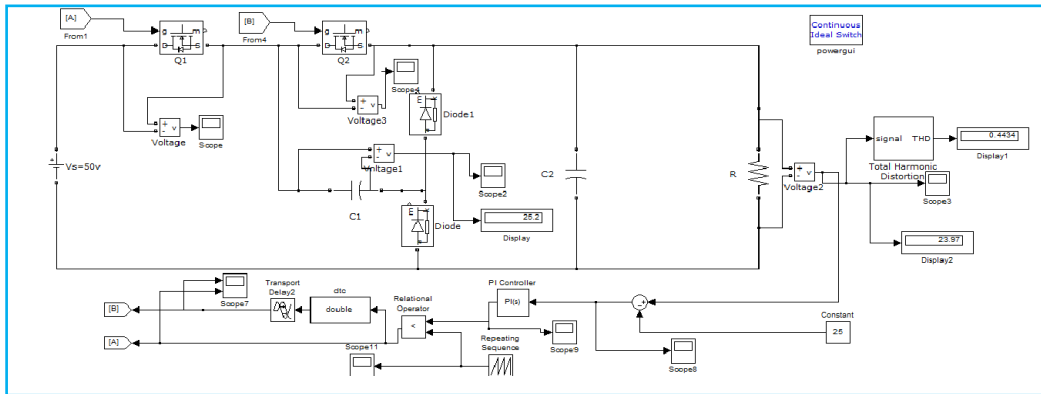 [A]
From1
g
m
D
S
Q1
[B]
From4
g
m
D
S
Q2
Continuous
Ideal Switch
powergui
Scope4
+
-
v
Voltage3
Diode1
+
-
v
Voltage
Scope
Vs=50v
+
-
v
Voltage1
Scope2
C1
Diode
25.2
Display
C2
R
+
-
v
Voltage2
signal THD
Total Harmonic
Distortion
0.4434
Display1
Scope3
23.97
Display2
[B]
Scope7
Transport
Delay2
dtc
double
Relational
Operator
<
PI Controller
PI(s)
Constant
25
[A]
Scope11
Repeating
Sequence
Scope9
Scope8